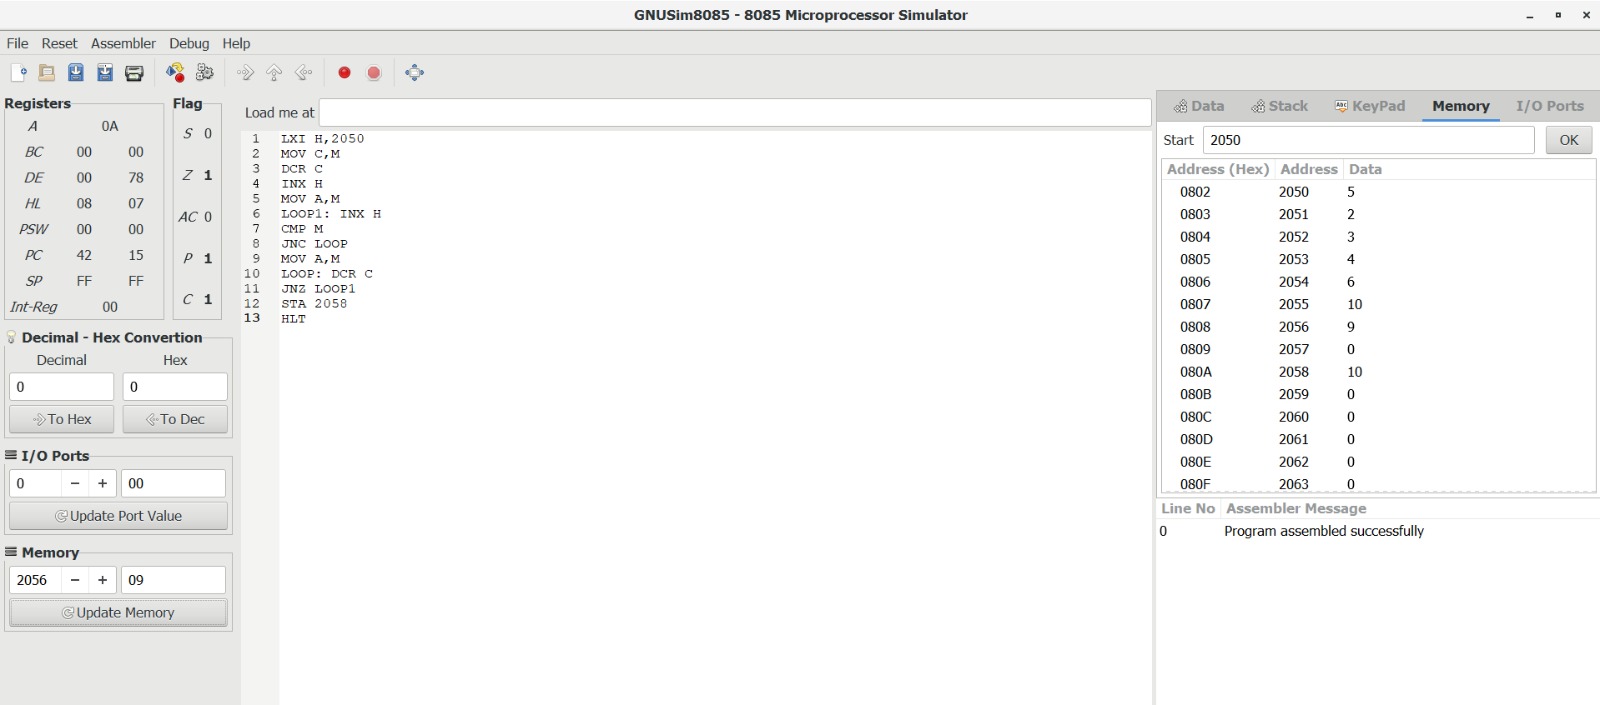 GNUSim8085 - 8085 Microprocessor Simulator
File Reset Assembler Debug Help
Registers
A 0A
BC 00 00
DE 00 78
HL 08 07
PSW 00 00
PC 42 15
SP FF FF
Int-Reg 00
Flag
S 0
Z 1
AC 0
P 1
C 1
Decimal - Hex Convertion
Decimal Hex
0 0
To Hex To Dec
I/O Ports
0 - + 00
Update Port Value
Memory
2056 - + 09
Update Memory
Load me at
1 LXI H,2050
2 MOV C,M
3 DCR C
4 INX H
5 MOV A,M
6 LOOP1: INX H
7 CMP M
8 JNC LOOP
9 MOV A,M
10 LOOP: DCR C
11 JNZ LOOP1
12 STA 2058
13 HLT
Data Stack Abc KeyPad Memory I/O Ports
Start 2050 OK
Address (Hex) Address Data
0802 2050 5
0803 2051 2
0804 2052 3
0805 2053 4
0806 2054 6
0807 2055 10
0808 2056 9
0809 2057 0
080A 2058 10
080B 2059 0
080C 2060 0
080D 2061 0
080E 2062 0
080F 2063 0
Line No Assembler Message
0 Program assembled successfully